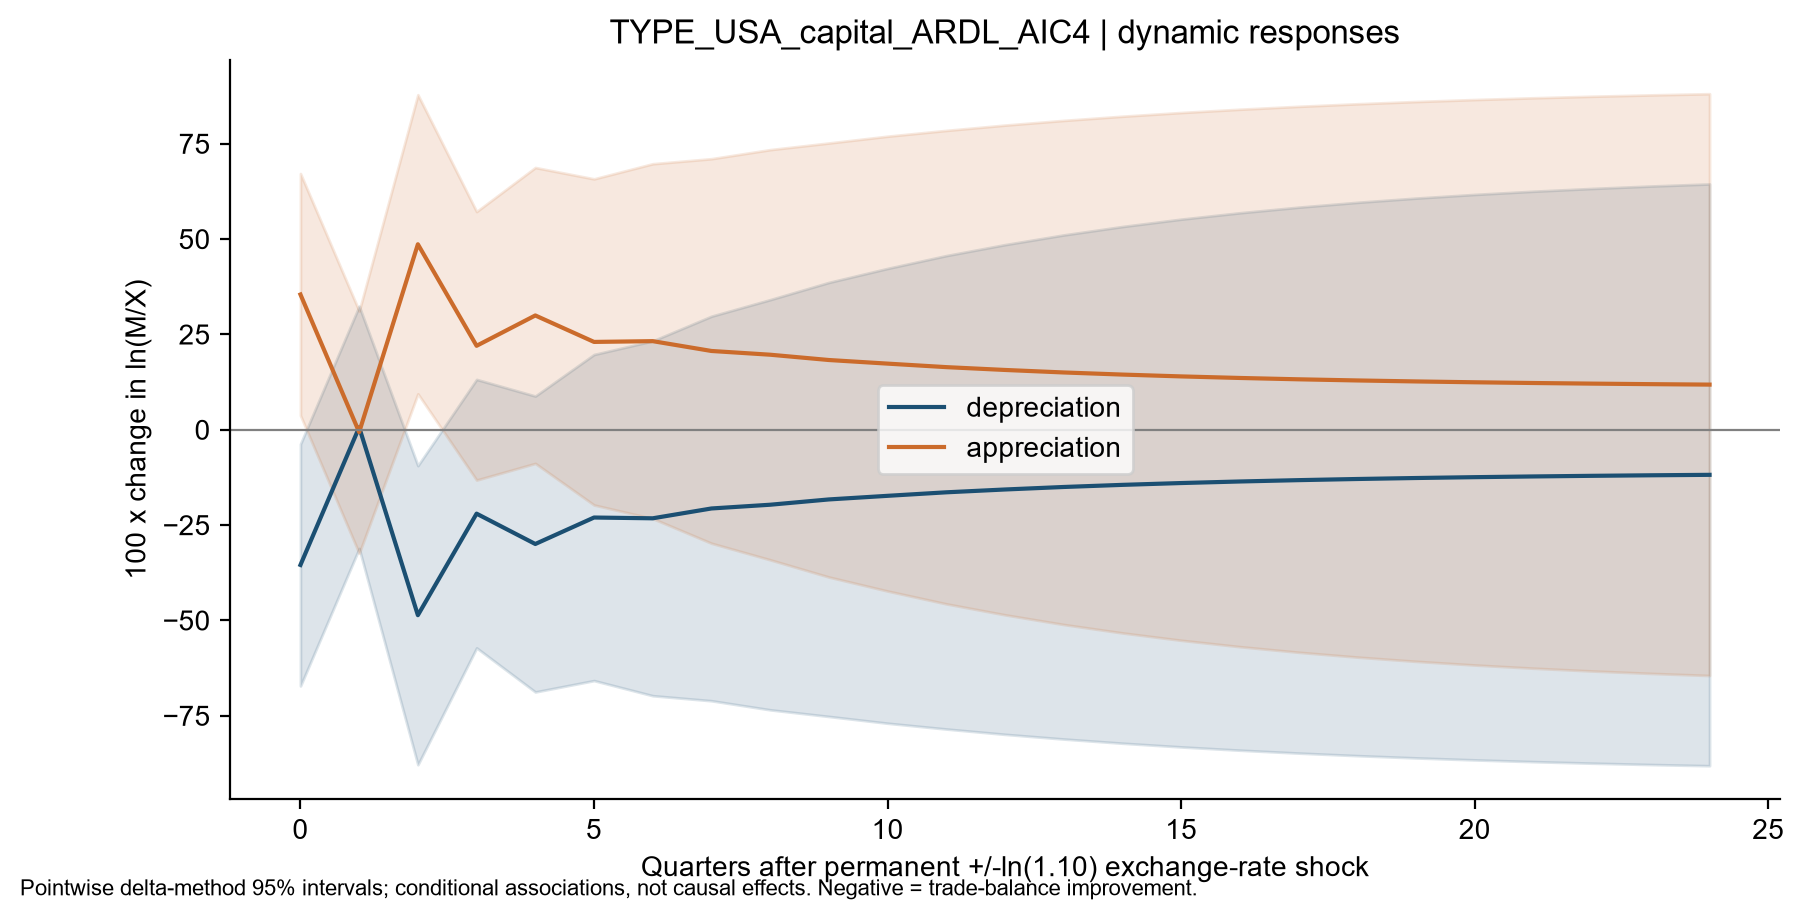 TYPE_USA_capital_ARDL_AIC4 | dynamic responses
100 x change in ln(M/X)
75
50
25
0
−25
−50
−75
depreciation
appreciation
0 5 10 15 20 25
Quarters after permanent +/-ln(1.10) exchange-rate shock
Pointwise delta-method 95% intervals; conditional associations, not causal effects. Negative = trade-balance improvement.